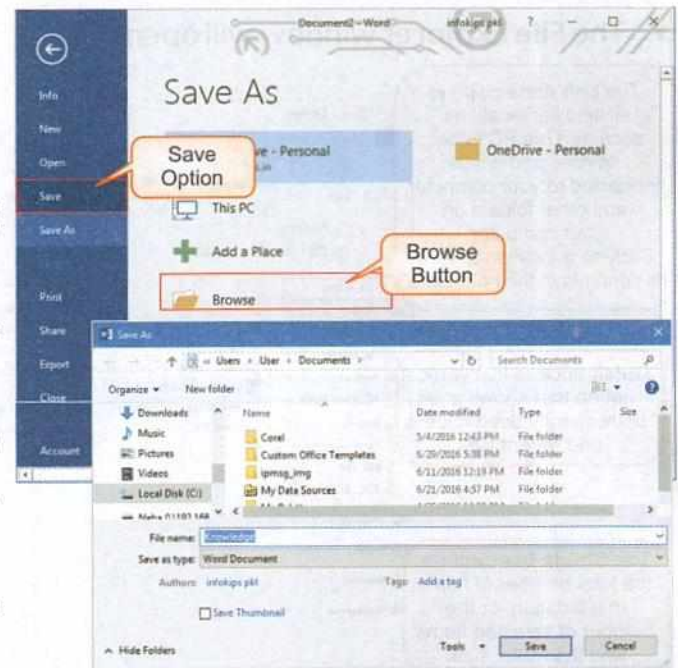 Document2 - Word
infokips pkl
?
Info
New
Open
Save
Save As
Print
Share
Export
Close
Account
Save As
Save
Option
ve - Personal
OneDrive - Personal
This PC
Add a Place
Browse
Browse
Button
Save As
Users
User
Documents
Search Documents
Organize
New folder
Downloads
Music
Pictures
Videos
Local Disk (C:)
Name
Date modified
Type
Size
Corel
5/4/2016 12:43 PM
File folder
Custom Office Templates
6/29/2016 5:38 PM
File folder
ipmsg_img
6/11/2016 12:19 PM
File folder
My Data Sources
6/21/2016 4:57 PM
File folder
File name: Knowledge
Save as type: Word Document
Authors: infokips pkl
Tags: Add a tag
Save Thumbnail
Hide Folders
Tools
Save
Cancel